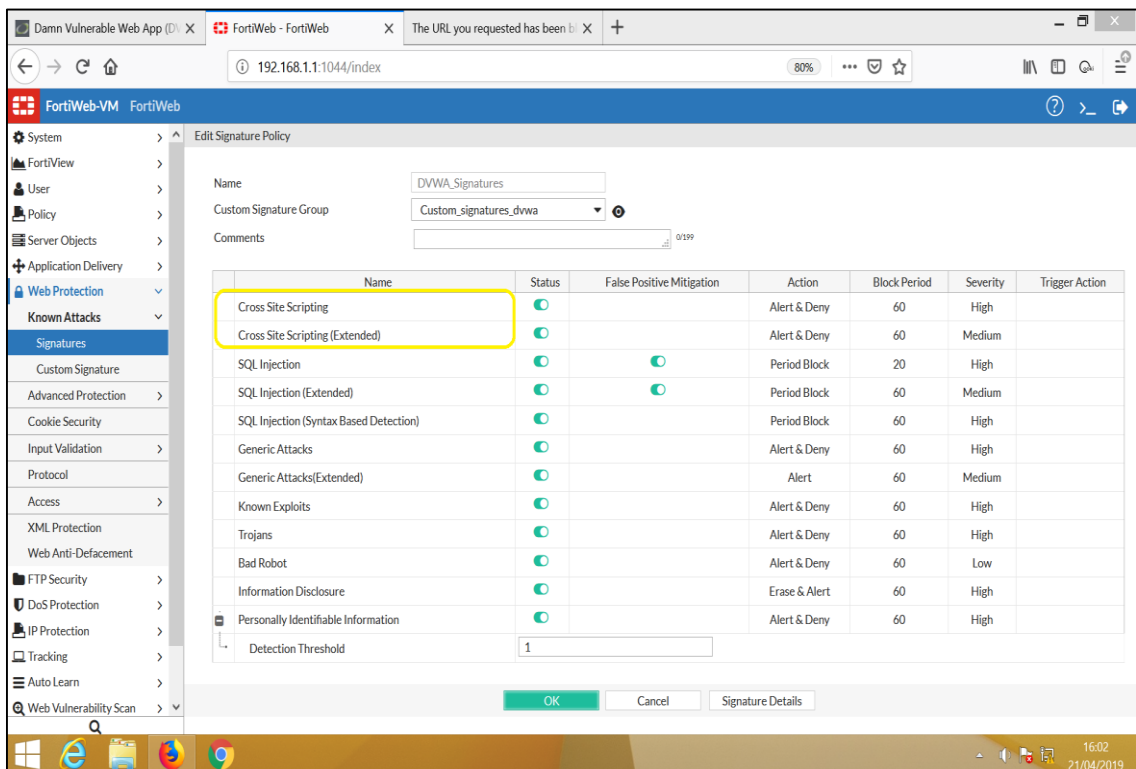 Damn Vulnerable Web App (DV X
FortiWeb - FortiWeb X
The URL you requested has been bl X
192.168.1.1:1044/index
80%
FortiWeb-VM FortiWeb
System
FortiView
User
Policy
Server Objects
Application Delivery
Web Protection
Known Attacks
Signatures
Custom Signature
Advanced Protection
Cookie Security
Input Validation
Protocol
Access
XML Protection
Web Anti-Defacement
FTP Security
DoS Protection
IP Protection
Tracking
Auto Learn
Web Vulnerability Scan
Edit Signature Policy
Name DVWA_Signatures
Custom Signature Group Custom_signatures_dvwa
Comments 0/199
Name Status False Positive Mitigation Action Block Period Severity Trigger Action
Cross Site Scripting Alert & Deny 60 High
Cross Site Scripting (Extended) Alert & Deny 60 Medium
SQL Injection Period Block 20 High
SQL Injection (Extended) Period Block 60 Medium
SQL Injection (Syntax Based Detection) Period Block 60 High
Generic Attacks Alert & Deny 60 High
Generic Attacks(Extended) Alert 60 Medium
Known Exploits Alert & Deny 60 High
Trojans Alert & Deny 60 High
Bad Robot Alert & Deny 60 Low
Information Disclosure Erase & Alert 60 High
Personally Identifiable Information Alert & Deny 60 High
Detection Threshold 1
OK Cancel Signature Details
16:02
21/04/2019